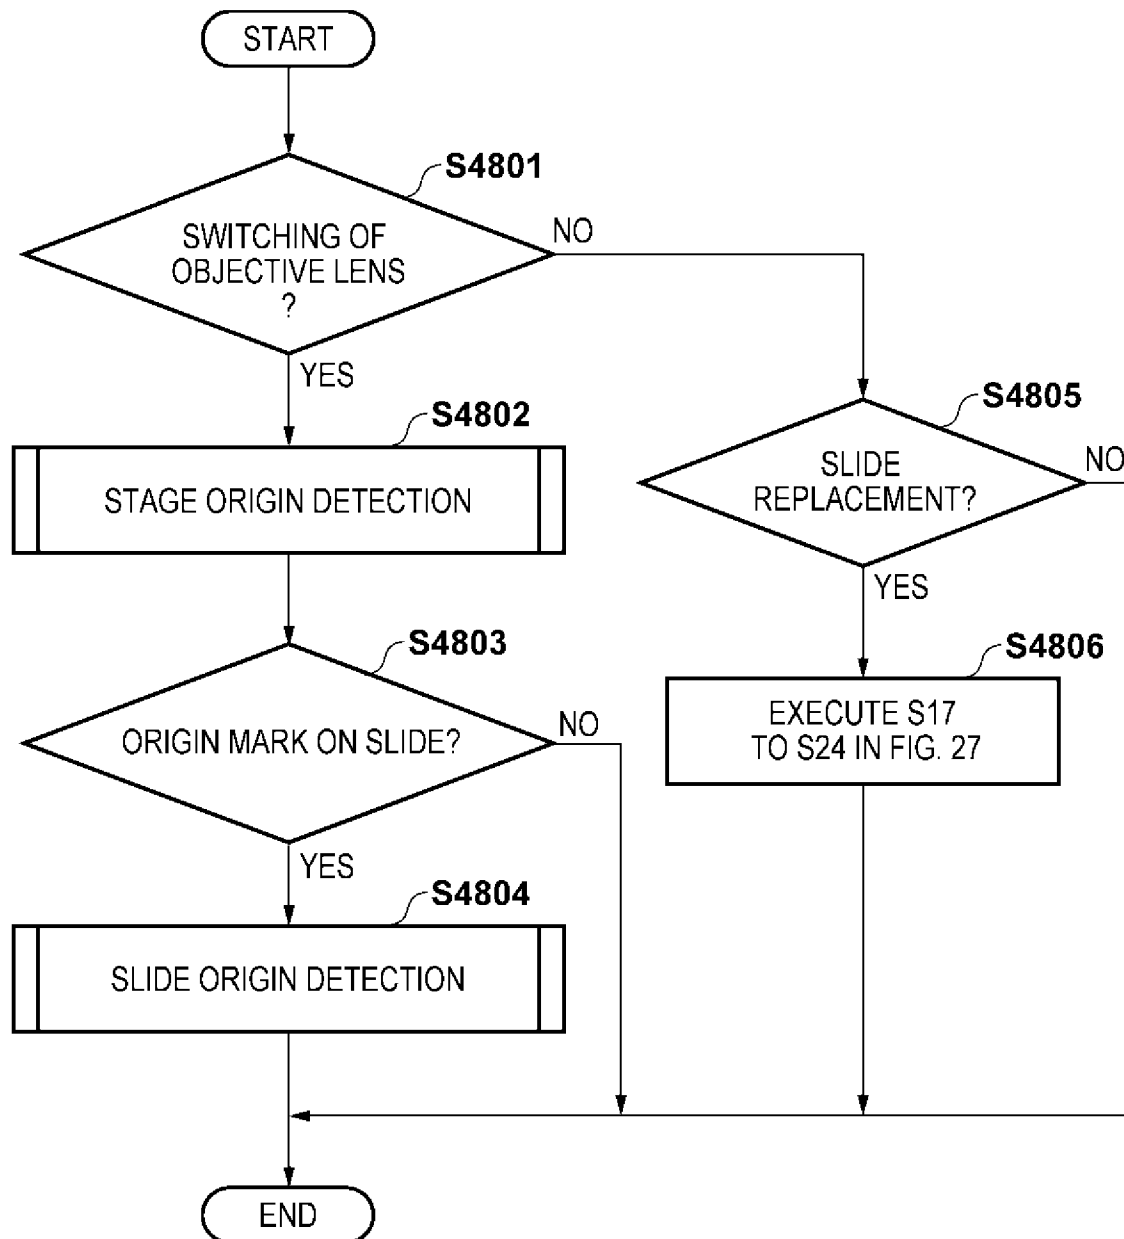 START
S4801
SWITCHING OF
OBJECTIVE LENS
?
NO
YES
S4802
STAGE ORIGIN DETECTION
S4803
ORIGIN MARK ON SLIDE?
NO
YES
S4804
SLIDE ORIGIN DETECTION
S4805
SLIDE
REPLACEMENT?
NO
YES
S4806
EXECUTE S17
TO S24 IN FIG. 27
END